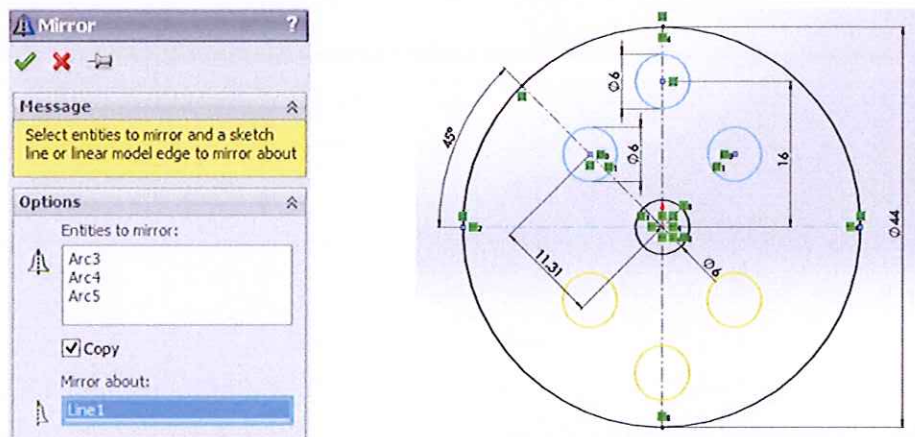 Mirror ?
Message
Select entities to mirror and a sketch
line or linear model edge to mirror about
Options
Entities to mirror:
Arc3
Arc4
Arc5
Copy
Mirror about:
Line1
45°
Ø6
Ø6
16
Ø44
11.31
Ø6